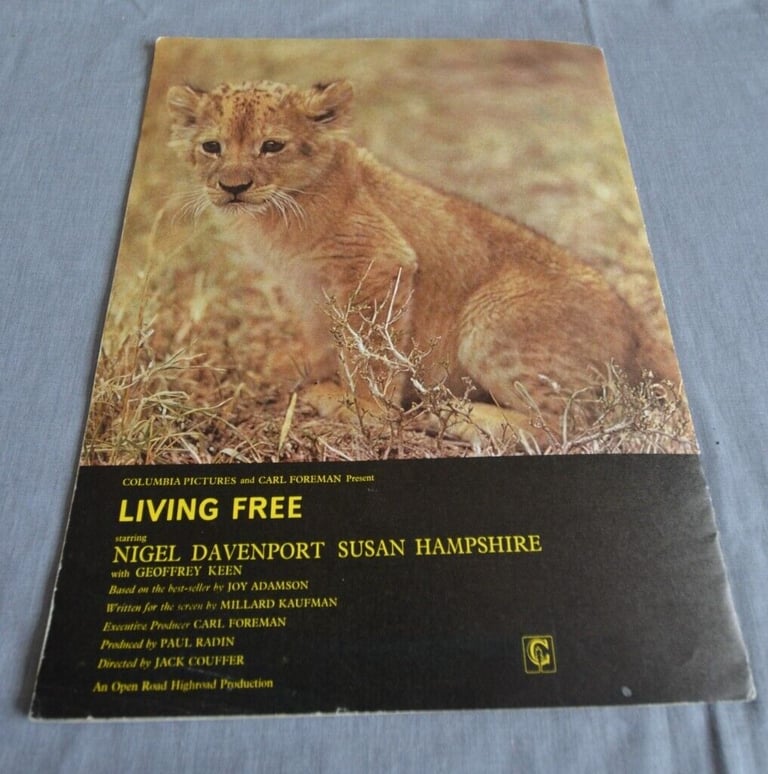 COLUMBIA PICTURES and CARL FOREMAN Present
LIVING FREE
starring
NIGEL DAVENPORT SUSAN HAMPSHIRE
with GEOFFREY KEEN
Based on the best-seller by JOY ADAMSON
Written for the screen by MILLARD KAUFMAN
Executive Producer CARL FOREMAN
Produced by PAUL RADIN
Directed by JACK COUFFER
An Open Road Highroad Production